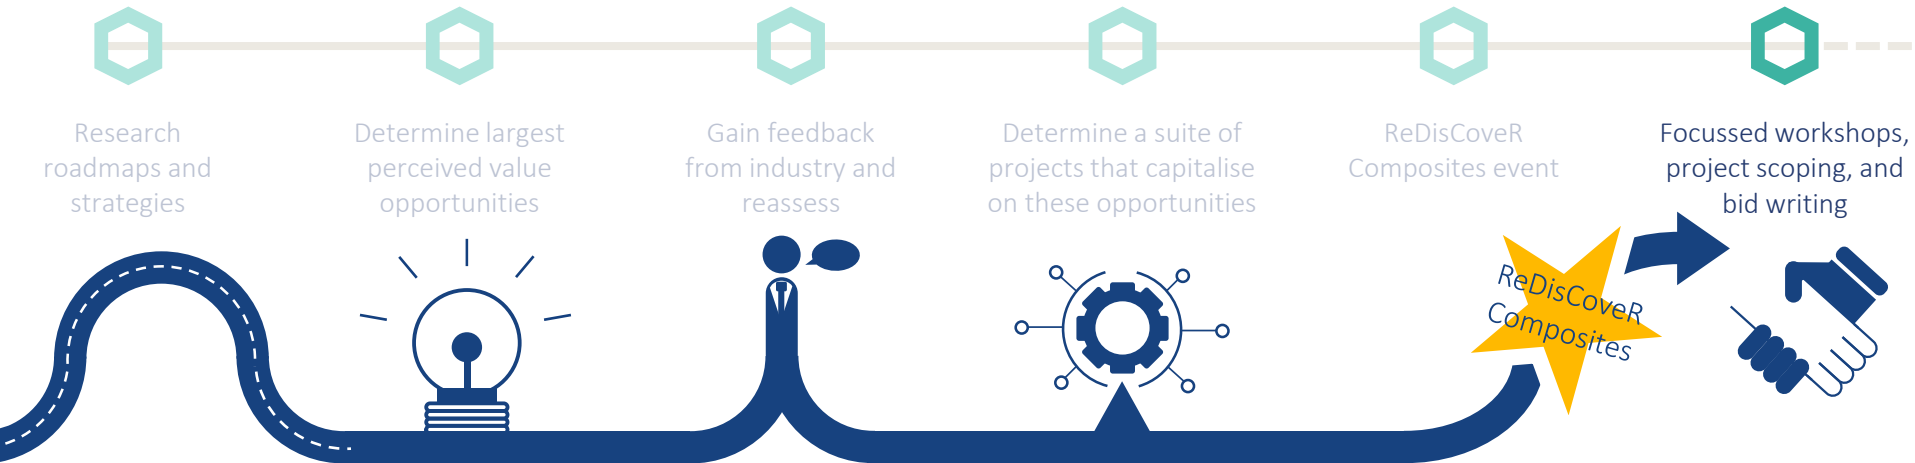 Research
roadmaps and
strategies
Determine largest
perceived value
opportunities
Gain feedback
from industry and
reassess
Determine a suite of
projects that capitalise
on these opportunities
ReDisCoveR
Composites event
Focussed workshops,
project scoping, and
bid writing
ReDisCoveR
Composites